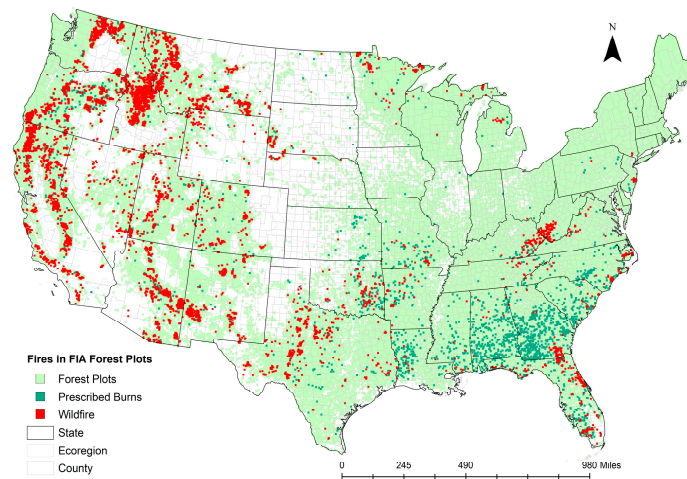 N
Fires in FIA Forest Plots
Forest Plots
Prescribed Burns
Wildfire
State
Ecoregion
County
0 245 490 980 Miles